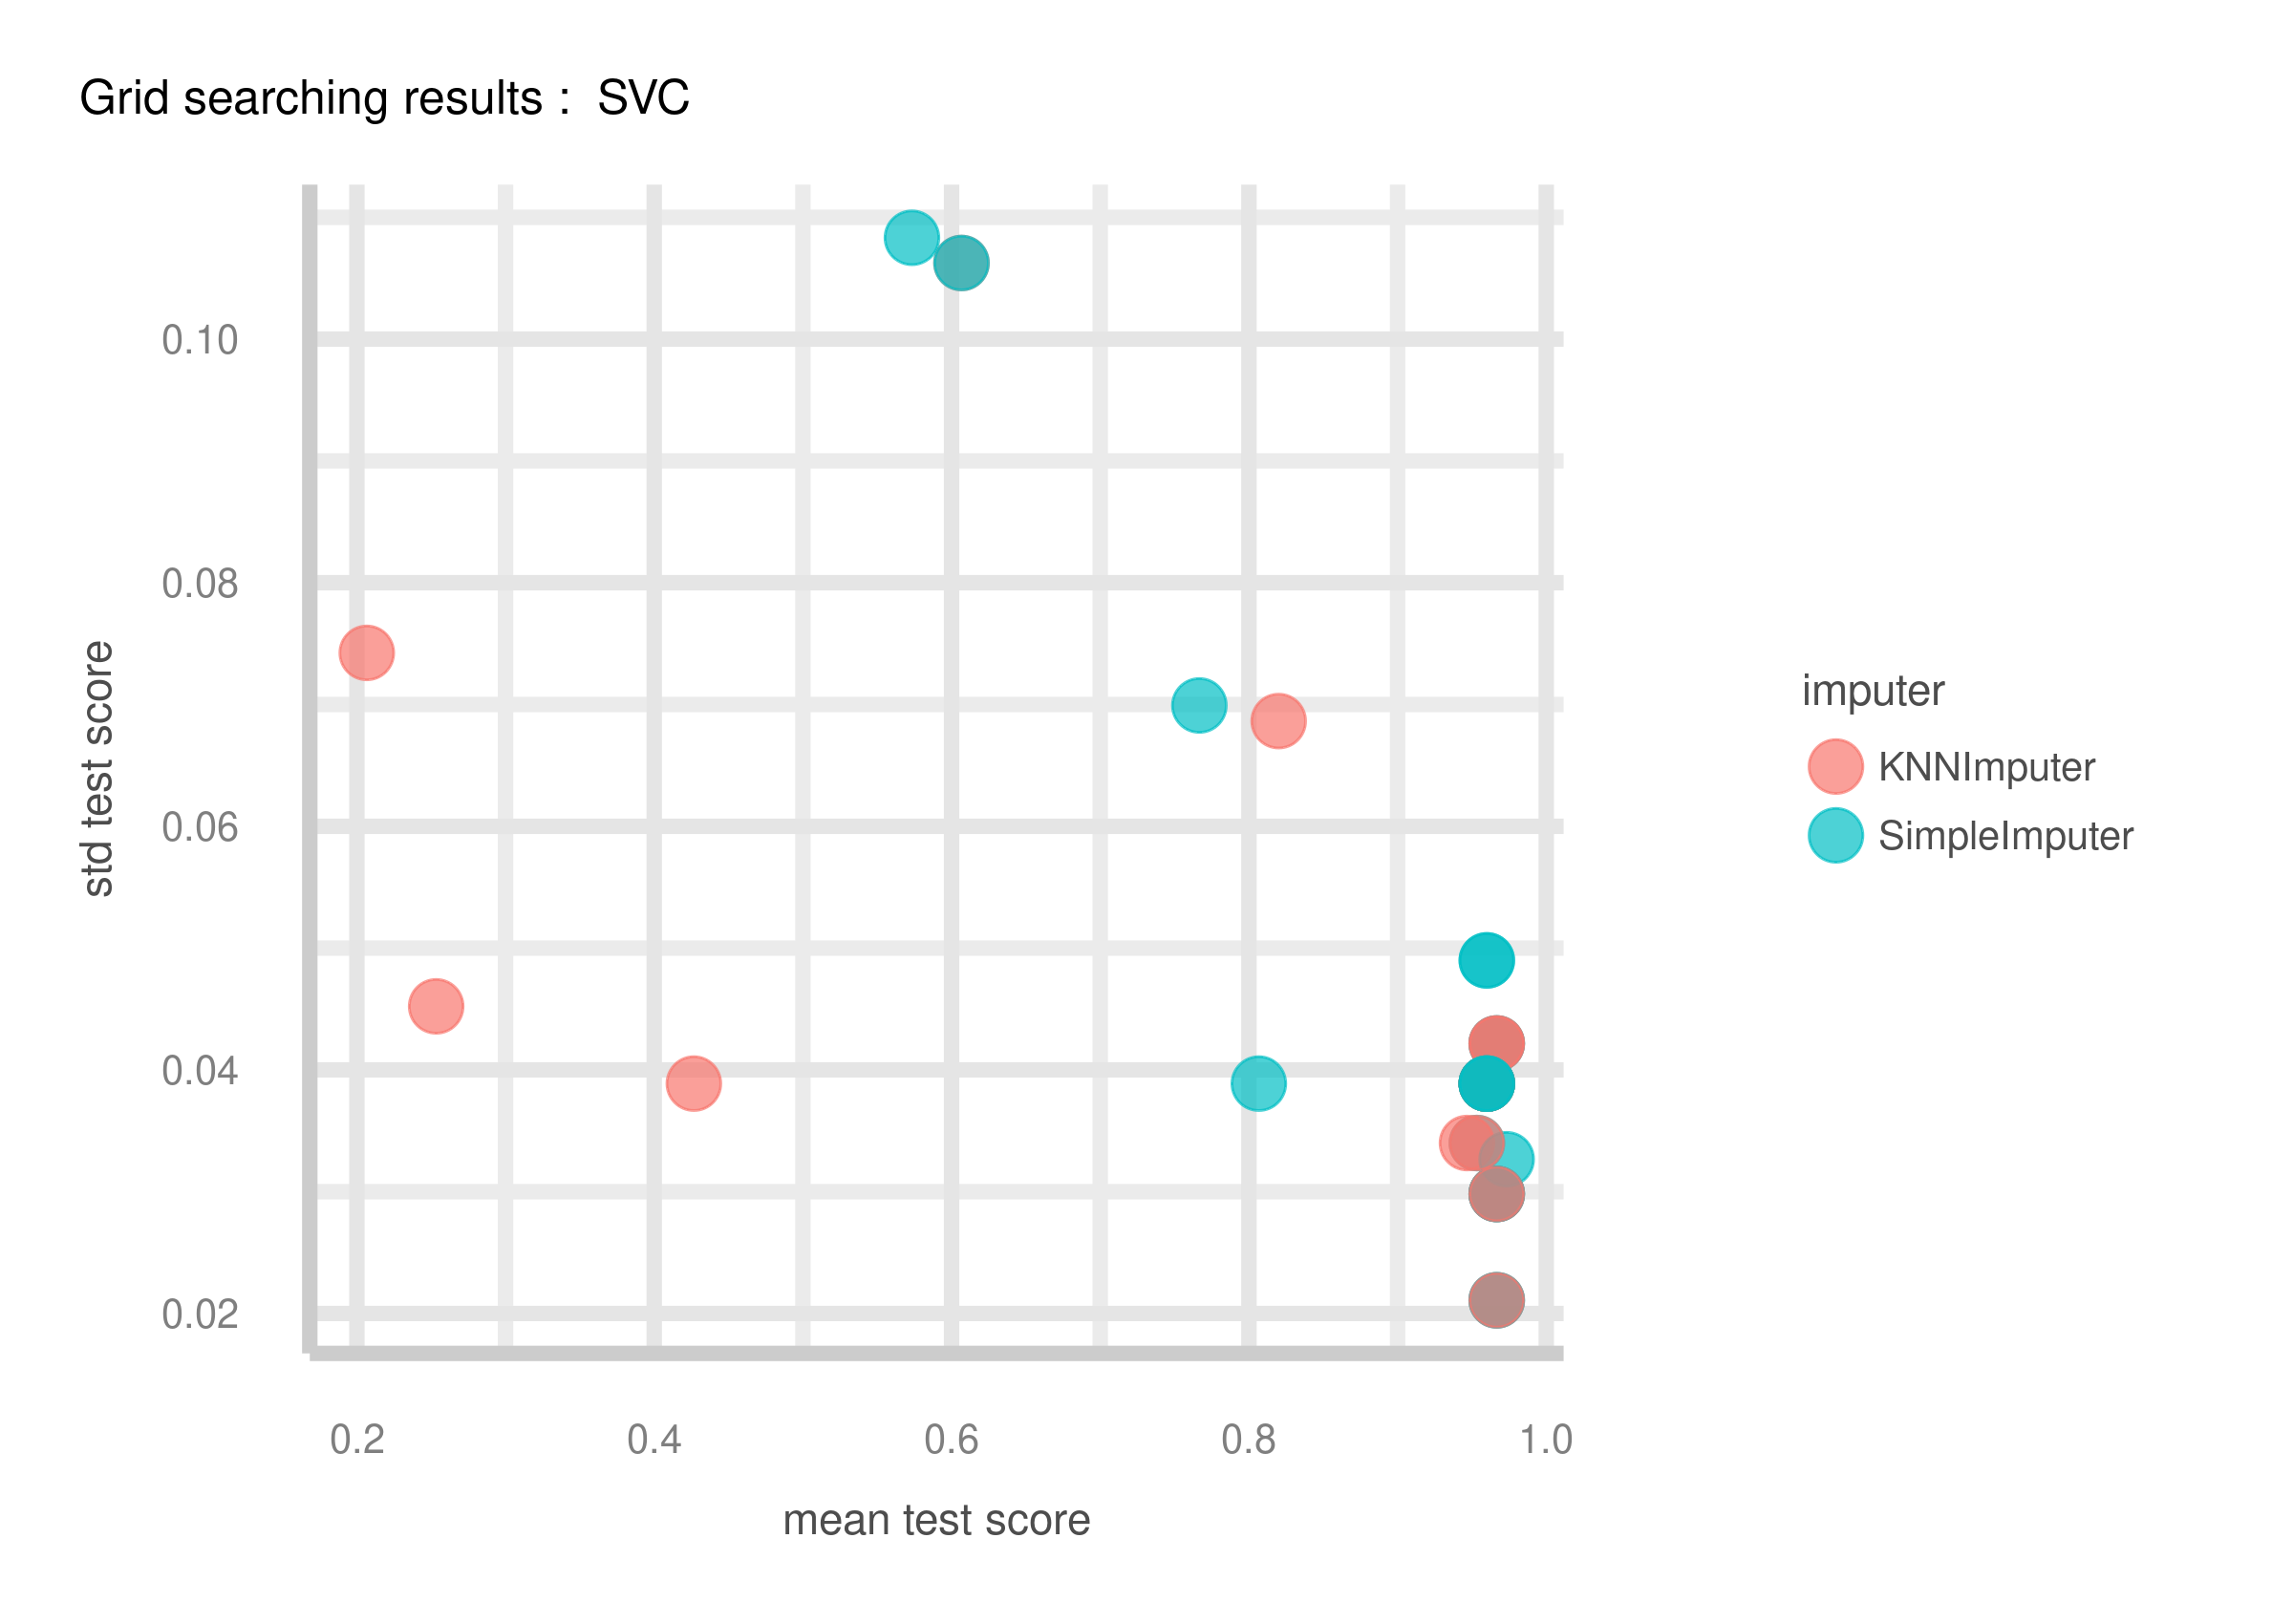 Grid searching results :  SVC
0.10
0.08
0.06
0.04
0.02
std test score
0.2
0.4
0.6
0.8
1.0
mean test score
imputer
KNNImputer
SimpleImputer